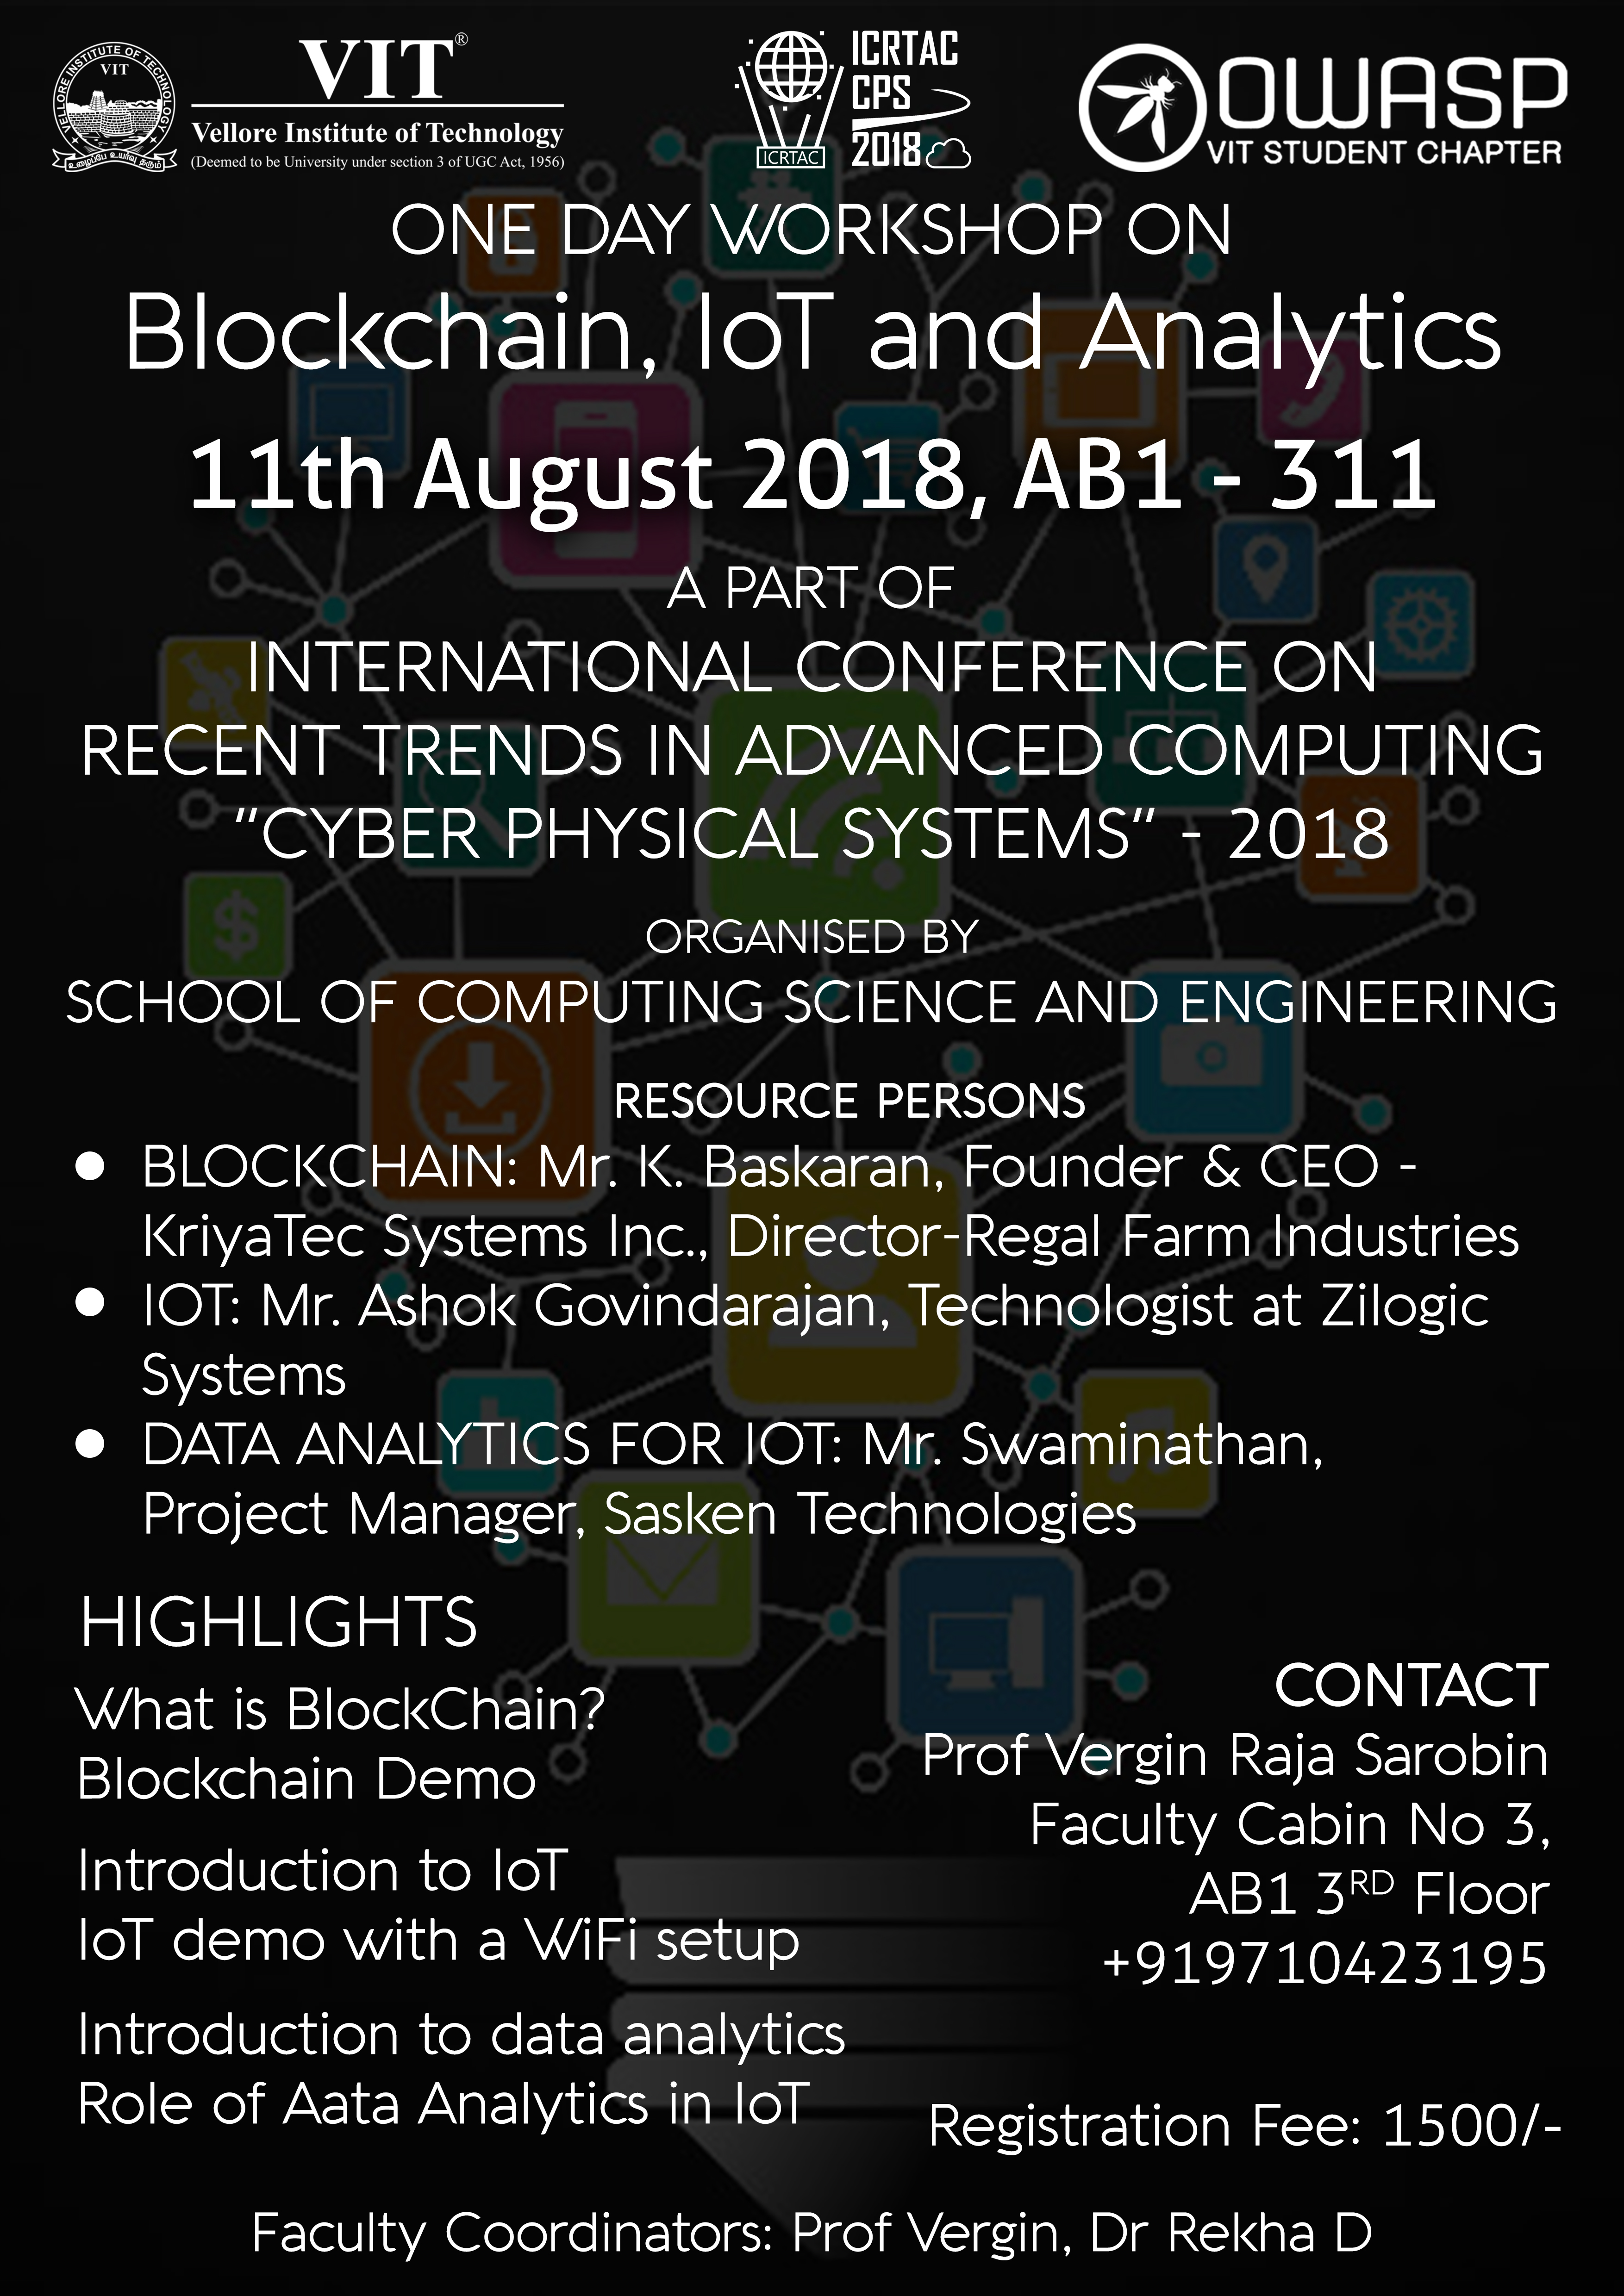 VELLORE INSTITUTE OF TECHNOLOGY
VIT
VIT®
Vellore Institute of Technology
(Deemed to be University under section 3 of UGC Act, 1956)
ICRTAC
CPS
2018
ICRTAC
OWASP
VIT STUDENT CHAPTER
ONE DAY WORKSHOP ON
Blockchain, IoT and Analytics
11th August 2018, AB1 - 311
A PART OF
INTERNATIONAL CONFERENCE ON
RECENT TRENDS IN ADVANCED COMPUTING
“CYBER PHYSICAL SYSTEMS” - 2018
ORGANISED BY
SCHOOL OF COMPUTING SCIENCE AND ENGINEERING
RESOURCE PERSONS
● BLOCKCHAIN: Mr. K. Baskaran, Founder & CEO -
KriyaTec Systems Inc., Director-Regal Farm Industries
● IOT: Mr. Ashok Govindarajan, Technologist at Zilogic
Systems
● DATA ANALYTICS FOR IOT: Mr. Swaminathan,
Project Manager, Sasken Technologies
HIGHLIGHTS
What is BlockChain?
Blockchain Demo
Introduction to IoT
IoT demo with a WiFi setup
Introduction to data analytics
Role of Aata Analytics in IoT
CONTACT
Prof Vergin Raja Sarobin
Faculty Cabin No 3,
AB1 3RD Floor
+919710423195
Registration Fee: 1500/-
Faculty Coordinators: Prof Vergin, Dr Rekha D